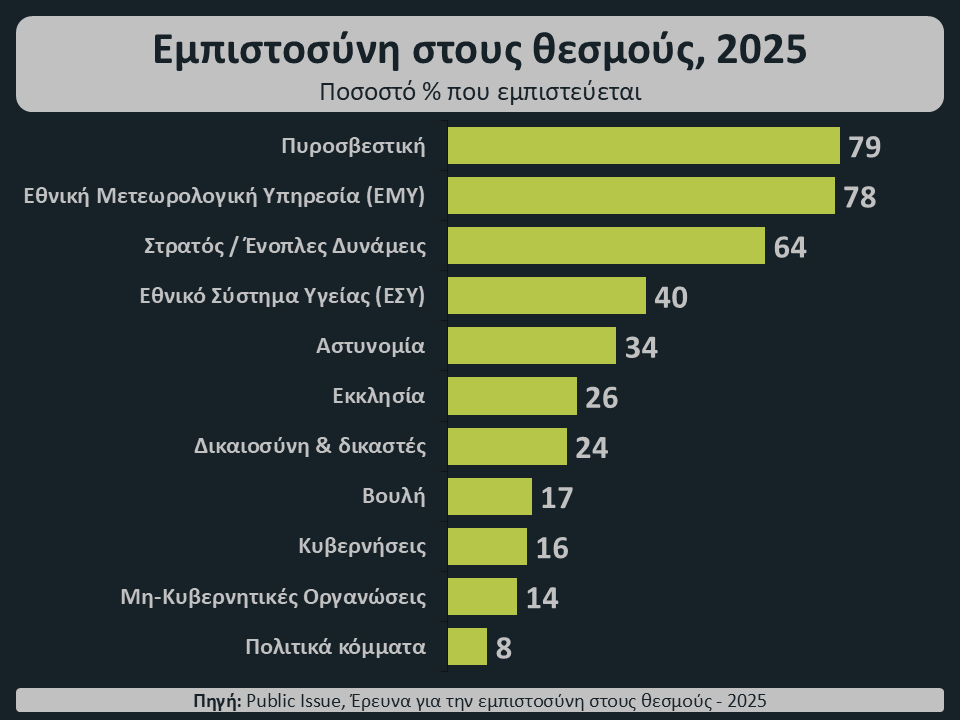 Εμπιστοσύνη στους θεσμούς, 2025
Ποσοστό % που εμπιστεύεται
Πυροσβεστική 79
Εθνική Μετεωρολογική Υπηρεσία (ΕΜΥ) 78
Στρατός / Ένοπλες Δυνάμεις 64
Εθνικό Σύστημα Υγείας (ΕΣΥ) 40
Αστυνομία 34
Εκκλησία 26
Δικαιοσύνη & δικαστές 24
Βουλή 17
Κυβερνήσεις 16
Μη-Κυβερνητικές Οργανώσεις 14
Πολιτικά κόμματα 8
Πηγή: Public Issue, Έρευνα για την εμπιστοσύνη στους θεσμούς - 2025